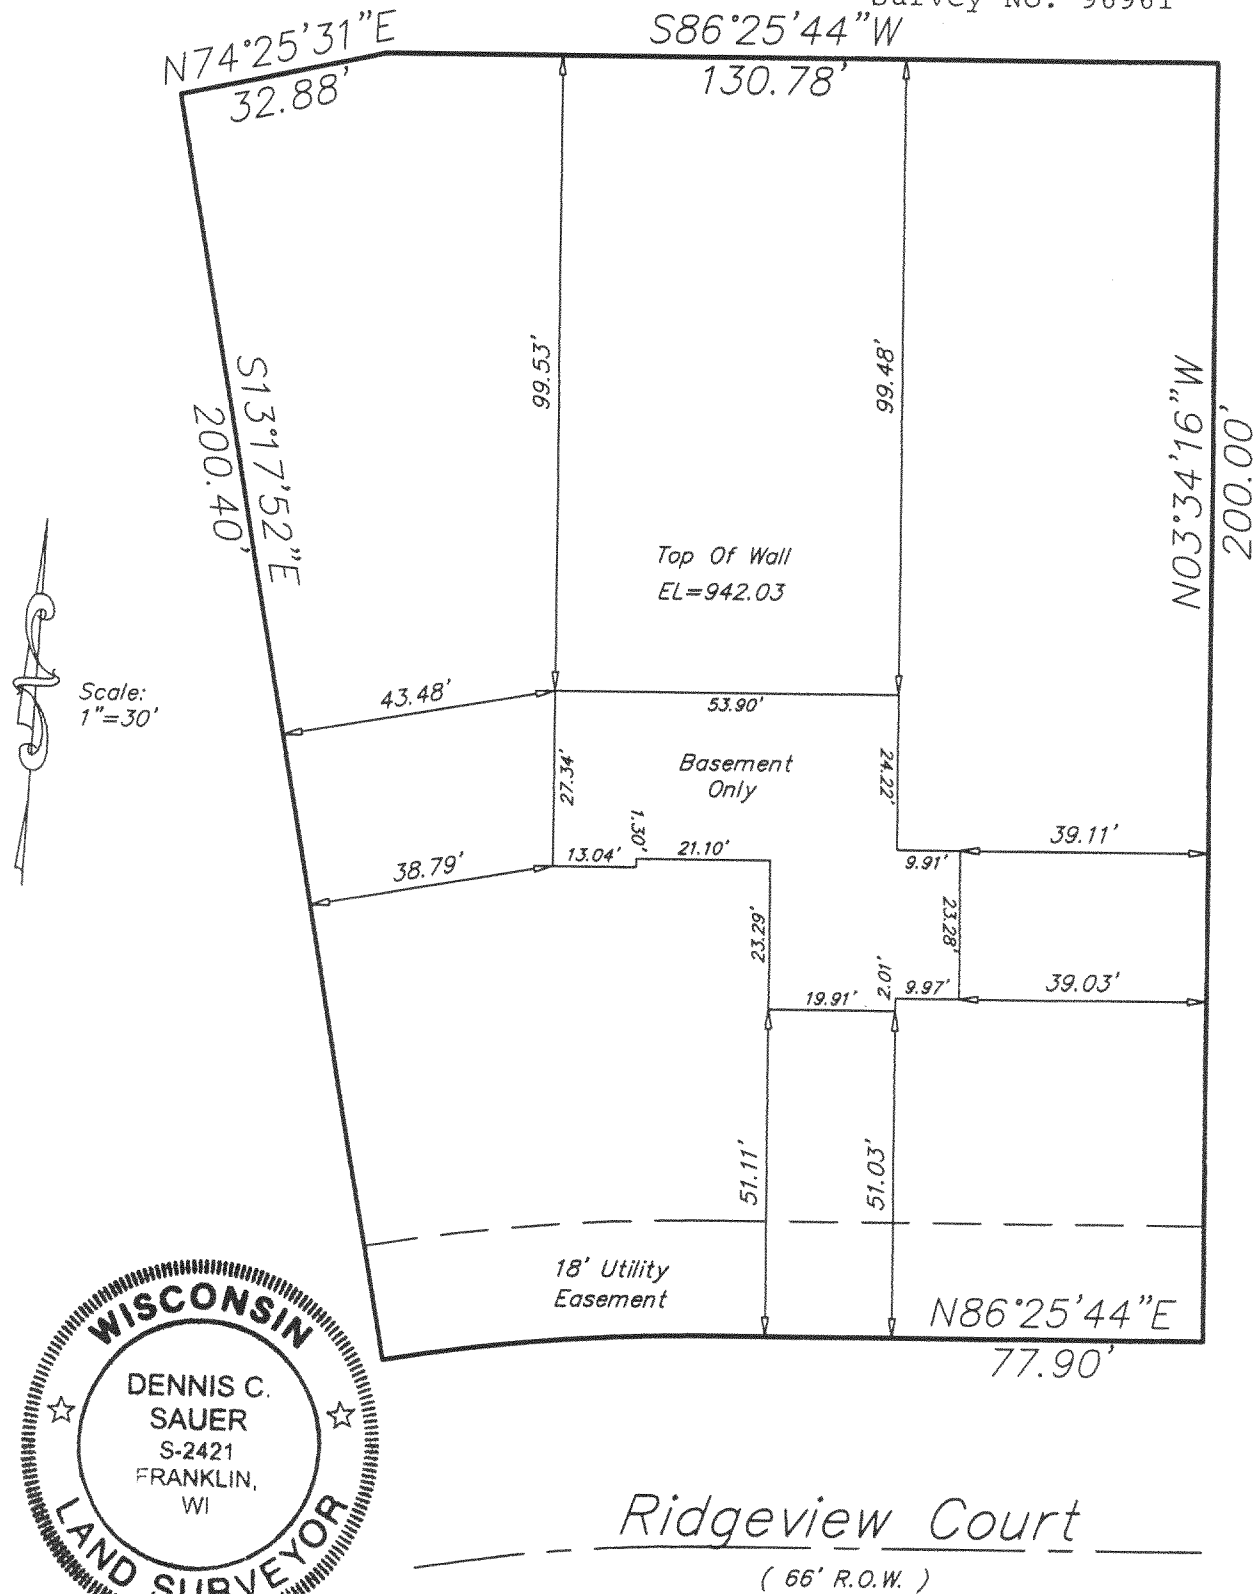 Survey No. 96961
N74°25'31"E
32.88'
S86°25'44"W
130.78'
99.53'
99.48'
S13°17'52"E
200.40'
N03°34'16"W
200.00'
Top Of Wall
EL=942.03
Scale:
1"=30'
43.48'
53.90'
27.34'
Basement
Only
24.22'
1.30'
13.04'
21.10'
38.79'
39.11'
9.91'
23.29'
23.28'
2.01'
9.97'
19.91'
39.03'
51.11'
51.03'
18' Utility
Easement
N86°25'44"E
77.90'
WISCONSIN
DENNIS C.
SAUER
S-2421
FRANKLIN,
WI
LAND SURVEYOR
Ridgeview Court
( 66' R.O.W. )